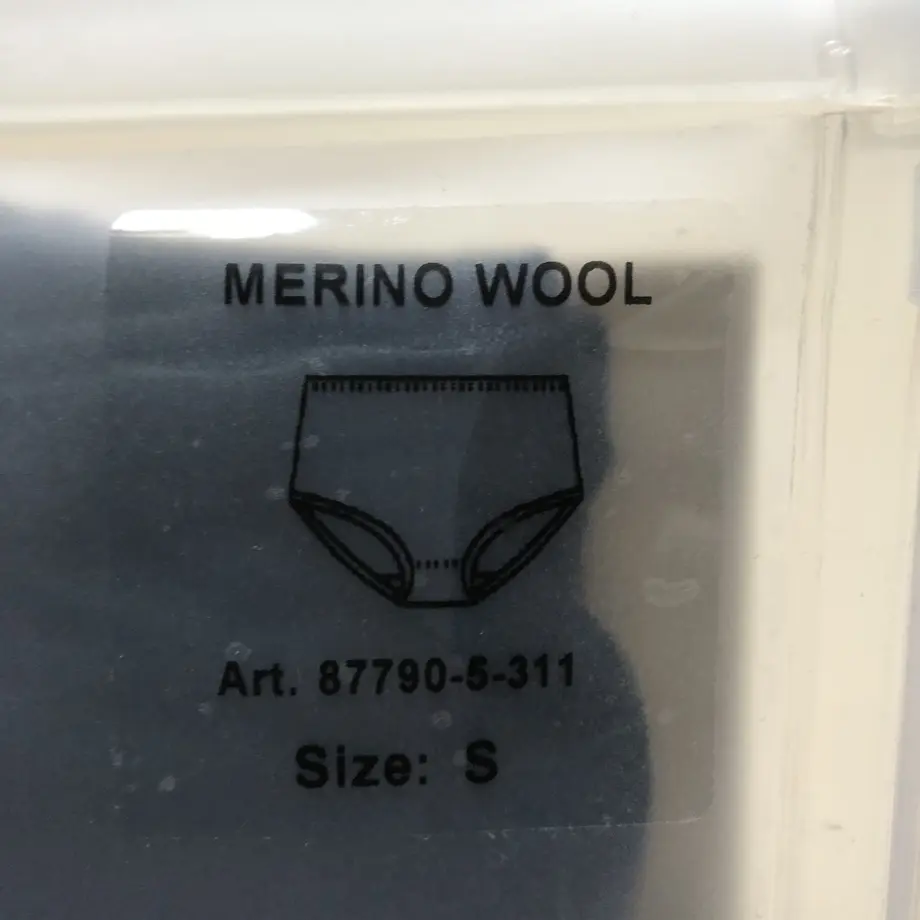 MERINO WOOL
Art. 87790-5-311
Size: S